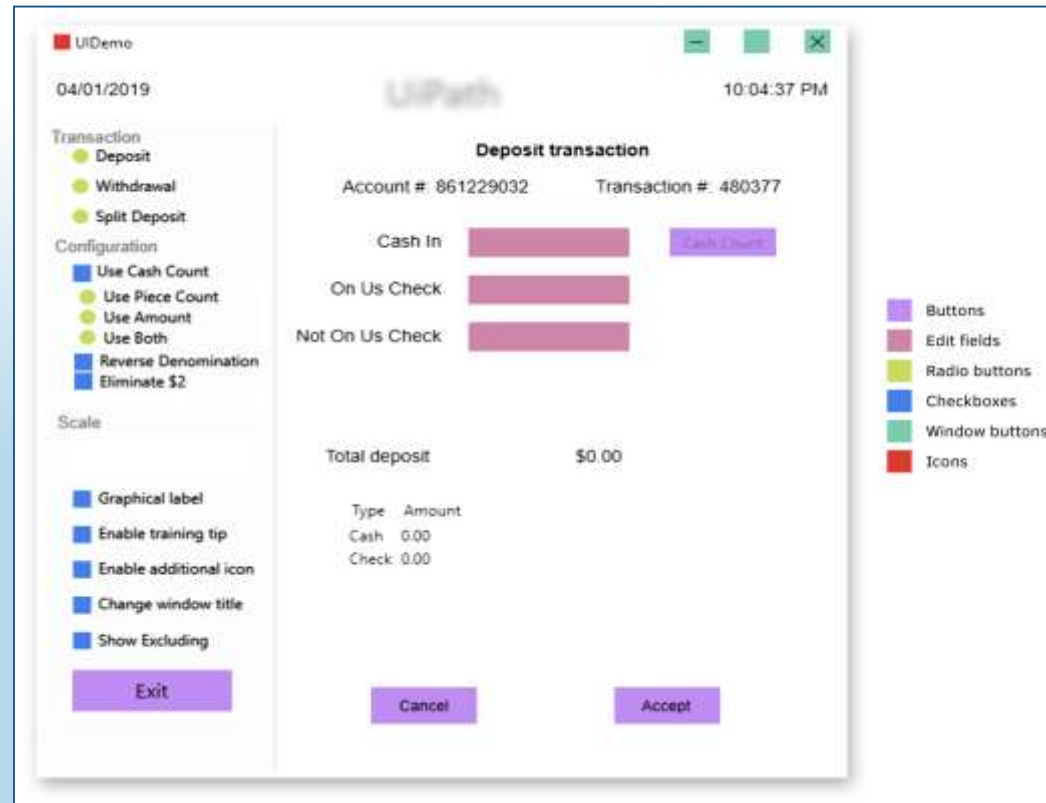 UIDemo
04/01/2019
UiPath
10:04:37 PM
Transaction
Deposit
Withdrawal
Split Deposit
Configuration
Use Cash Count
Use Piece Count
Use Amount
Use Both
Reverse Denomination
Eliminate $2
Scale
Graphical label
Enable training tip
Enable additional icon
Change window title
Show Excluding
Exit
Deposit transaction
Account #: 861229032 Transaction #: 480377
Cash In
Cash Count
On Us Check
Not On Us Check
Total deposit $0.00
Type Amount
Cash 0.00
Check 0.00
Cancel
Accept
Buttons
Edit fields
Radio buttons
Checkboxes
Window buttons
Icons